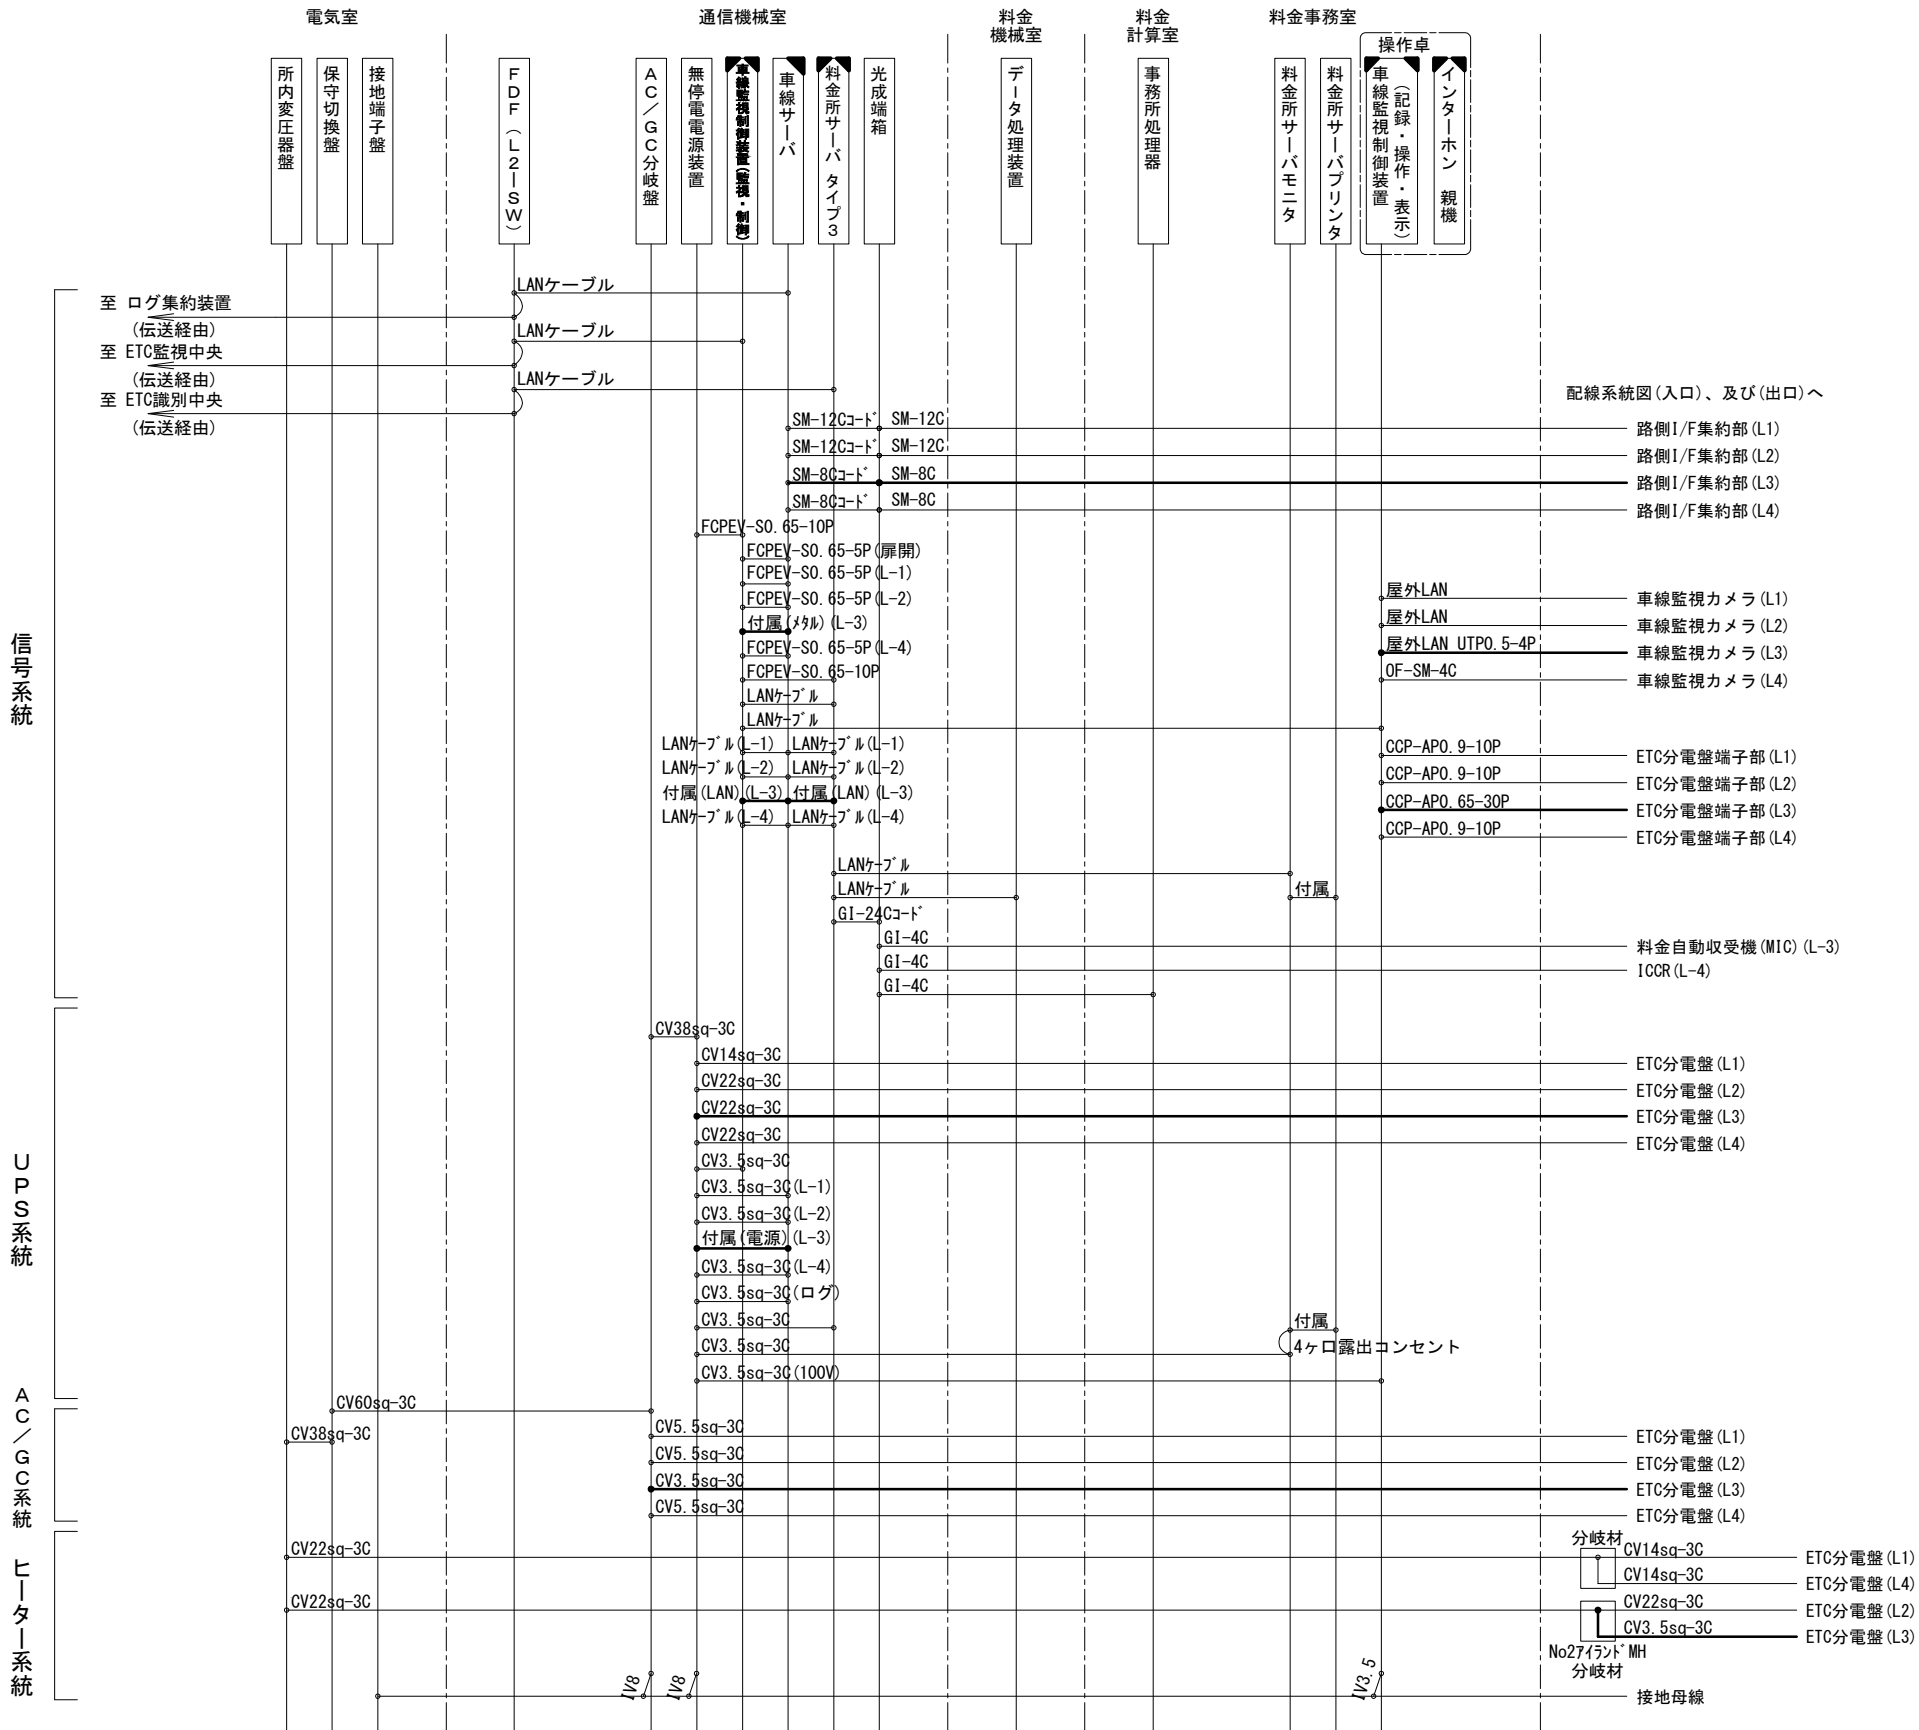 電気室
通信機械室
料金
機械室
料金
計算室
料金事務室
操作卓
所内変圧器盤
保守切換盤
接地端子盤
FDF(L2-SW)
AC/GC分岐盤
無停電電源装置
車線監視制御装置(監視・制御)
車線サーバ
料金所サーバ タイプ3
光成端箱
データ処理装置
事務所処理器
料金所サーバモニタ
料金所サーバプリンタ
車線監視制御装置
(記録・操作・表示)
インターホン 親機
信号系統
LANケーブル
至 ログ集約装置
(伝送経由)
LANケーブル
至 ETC監視中央
(伝送経由)
LANケーブル
至 ETC識別中央
(伝送経由)
配線系統図(入口)、及び(出口)へ
SM-12Cコード SM-12C 路側I/F集約部(L1)
SM-12Cコード SM-12C 路側I/F集約部(L2)
SM-8Cコード SM-8C 路側I/F集約部(L3)
SM-8Cコード SM-8C 路側I/F集約部(L4)
FCPEV-S0.65-10P
FCPEV-S0.65-5P(扉開)
FCPEV-S0.65-5P(L-1)
屋外LAN 車線監視カメラ(L1)
FCPEV-S0.65-5P(L-2)
屋外LAN 車線監視カメラ(L2)
付属(メタル)(L-3)
屋外LAN UTP0.5-4P 車線監視カメラ(L3)
FCPEV-S0.65-5P(L-4)
FCPEV-S0.65-10P
OF-SM-4C 車線監視カメラ(L4)
LANケーブル
LANケーブル
LANケーブル(L-1) LANケーブル(L-1)
CCP-AP0.9-10P ETC分電盤端子部(L1)
LANケーブル(L-2) LANケーブル(L-2)
CCP-AP0.9-10P ETC分電盤端子部(L2)
付属(LAN)(L-3) 付属(LAN)(L-3)
CCP-AP0.65-30P ETC分電盤端子部(L3)
LANケーブル(L-4) LANケーブル(L-4)
CCP-AP0.9-10P ETC分電盤端子部(L4)
LANケーブル
LANケーブル 付属
GI-24Cコード
GI-4C 料金自動収受機(MIC)(L-3)
GI-4C ICCR(L-4)
GI-4C
UPS系統
CV38sq-3C
CV14sq-3C ETC分電盤(L1)
CV22sq-3C ETC分電盤(L2)
CV22sq-3C ETC分電盤(L3)
CV22sq-3C ETC分電盤(L4)
CV3.5sq-3C
CV3.5sq-3C(L-1)
CV3.5sq-3C(L-2)
付属(電源)(L-3)
CV3.5sq-3C(L-4)
CV3.5sq-3C(ログ)
CV3.5sq-3C 付属
CV3.5sq-3C 4ヶ口露出コンセント
CV3.5sq-3C(100V)
AC/GC系統
CV60sq-3C
CV38sq-3C
CV5.5sq-3C ETC分電盤(L1)
CV5.5sq-3C ETC分電盤(L2)
CV3.5sq-3C ETC分電盤(L3)
CV5.5sq-3C ETC分電盤(L4)
ヒーター系統
分岐材
CV22sq-3C CV14sq-3C ETC分電盤(L1)
CV14sq-3C ETC分電盤(L4)
CV22sq-3C CV22sq-3C ETC分電盤(L2)
CV3.5sq-3C ETC分電盤(L3)
No2アイランドMH
分岐材
IV8 IV8 IV3.5
接地母線